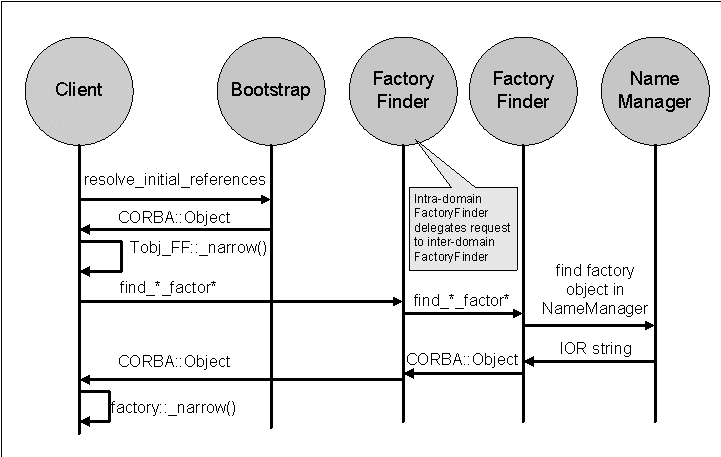 Client
Bootstrap
Factory
Finder
Factory
Finder
Name
Manager
resolve_initial_references
CORBA::Object
Tobj_FF::_narrow()
Intra-domain
FactoryFinder
delegates request
to inter-domain
FactoryFinder
find_*_factor*
find_*_factor*
find factory
object in
NameManager
IOR string
CORBA::Object
CORBA::Object
factory::_narrow()